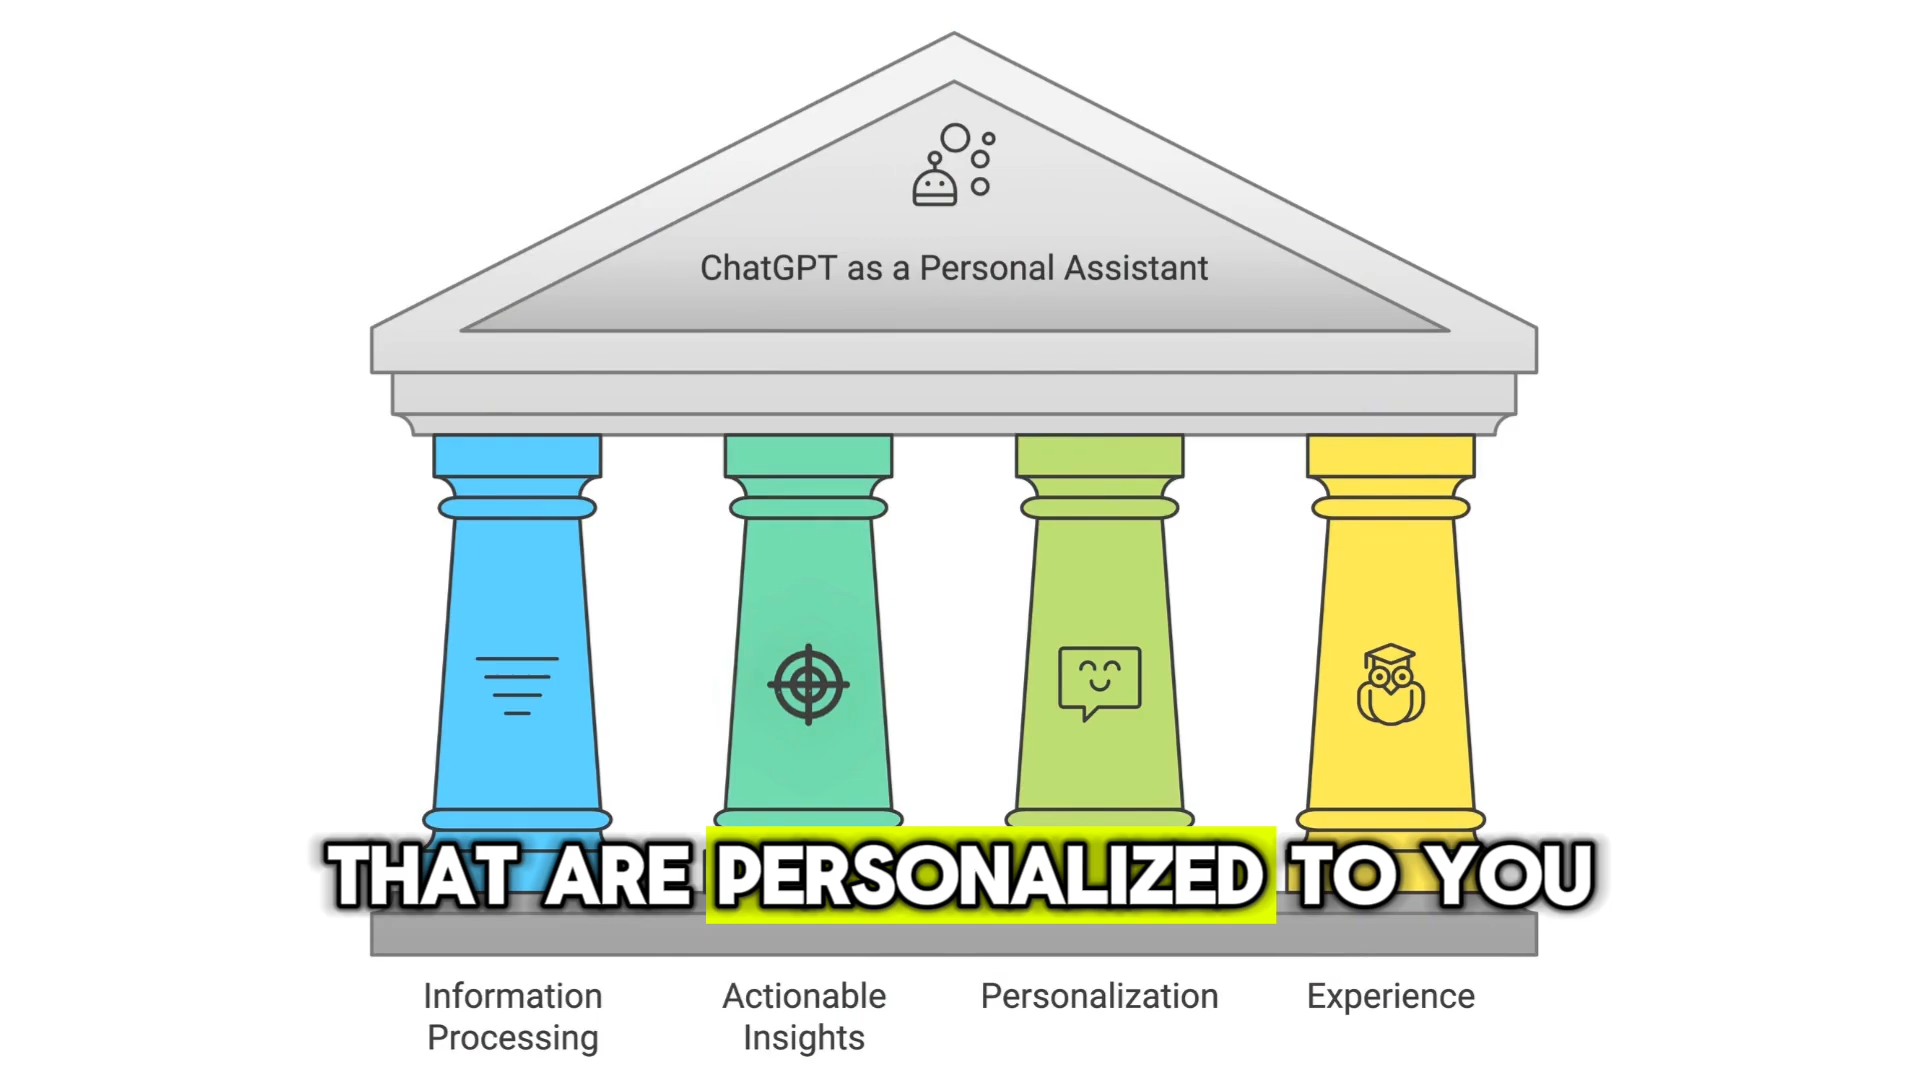 ChatGPT as a Personal Assistant
THAT ARE PERSONALIZED TO YOU
Information
Processing
Actionable
Insights
Personalization
Experience